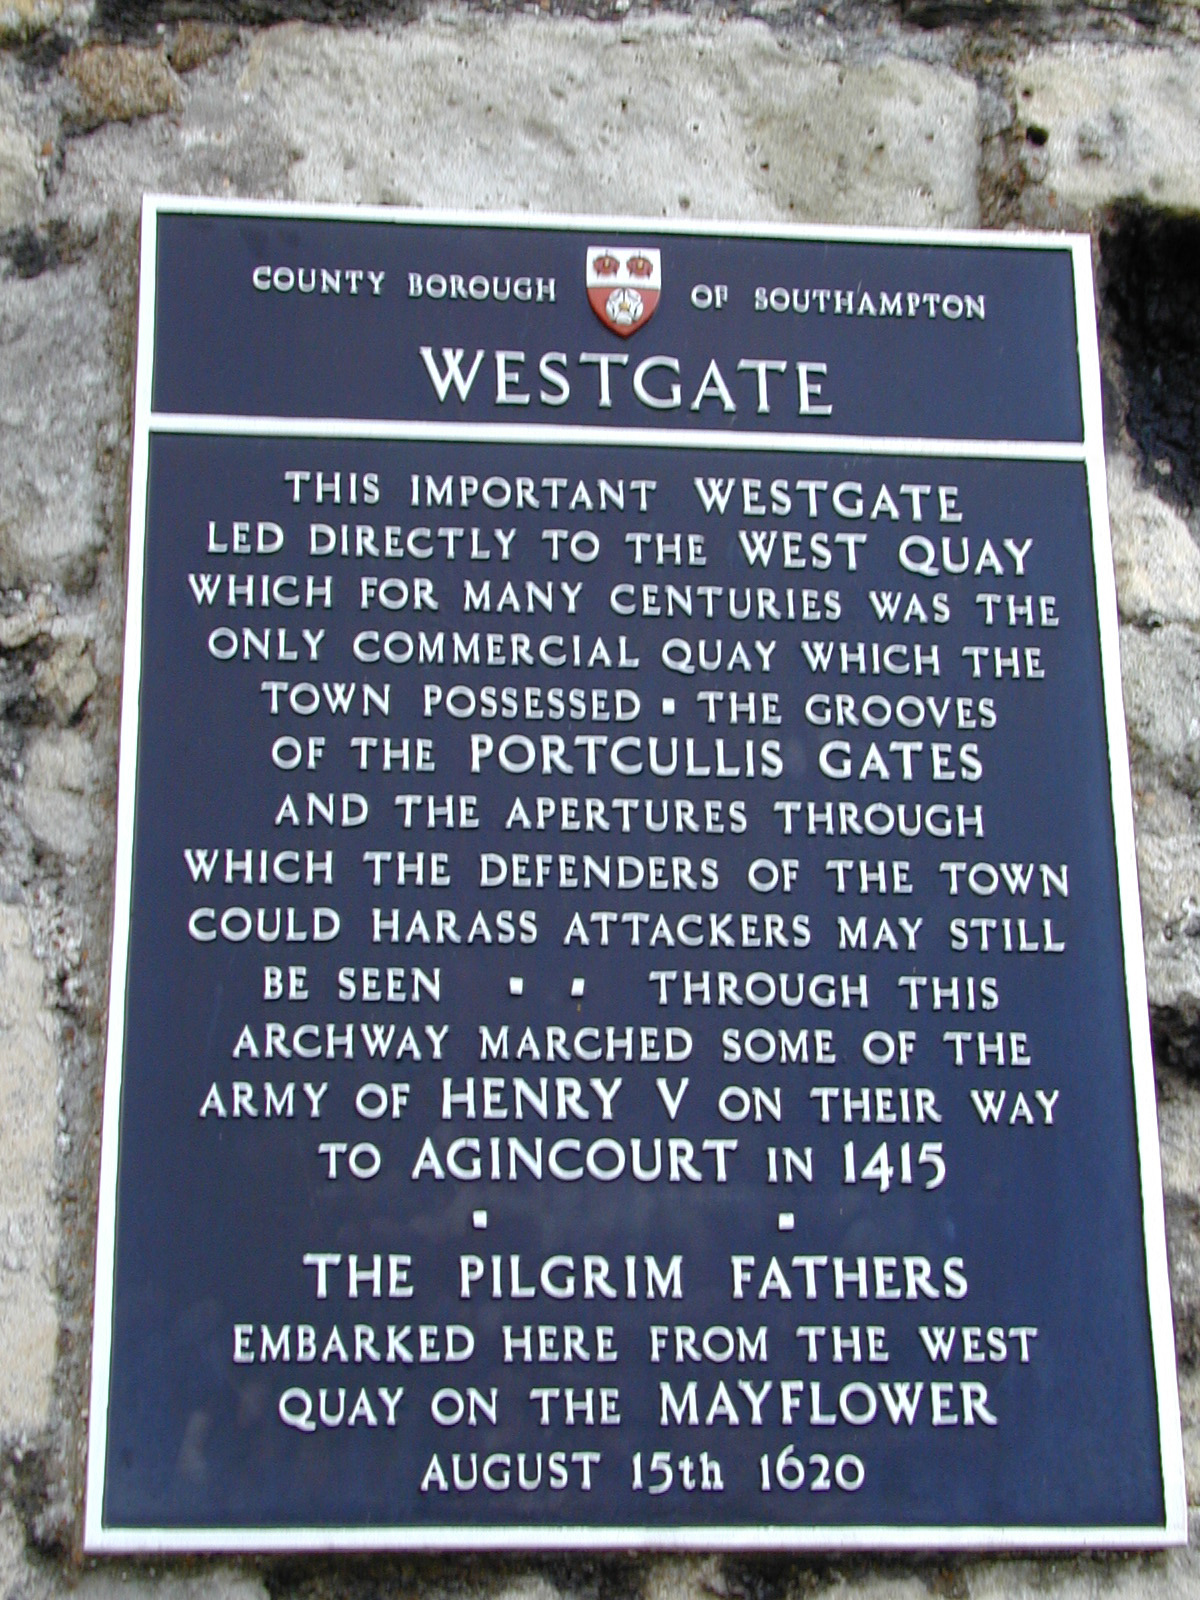 COUNTY BOROUGH OF SOUTHAMPTON
WESTGATE
THIS IMPORTANT WESTGATE
LED DIRECTLY TO THE WEST QUAY
WHICH FOR MANY CENTURIES WAS THE
ONLY COMMERCIAL QUAY WHICH THE
TOWN POSSESSED ▪ THE GROOVES
OF THE PORTCULLIS GATES
AND THE APERTURES THROUGH
WHICH THE DEFENDERS OF THE TOWN
COULD HARASS ATTACKERS MAY STILL
BE SEEN ▪ ▪ THROUGH THIS
ARCHWAY MARCHED SOME OF THE
ARMY OF HENRY V ON THEIR WAY
TO AGINCOURT IN 1415
▪ ▪
THE PILGRIM FATHERS
EMBARKED HERE FROM THE WEST
QUAY ON THE MAYFLOWER
AUGUST 15th 1620